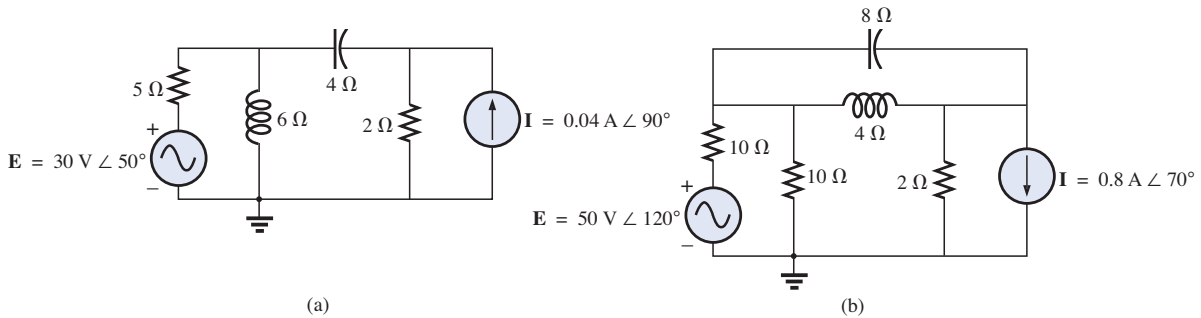 5 Ω
+
E = 30 V ∠ 50°
–
6 Ω
4 Ω
2 Ω
I = 0.04 A ∠ 90°
(a)
8 Ω
10 Ω
+
E = 50 V ∠ 120°
–
10 Ω
4 Ω
2 Ω
I = 0.8 A ∠ 70°
(b)